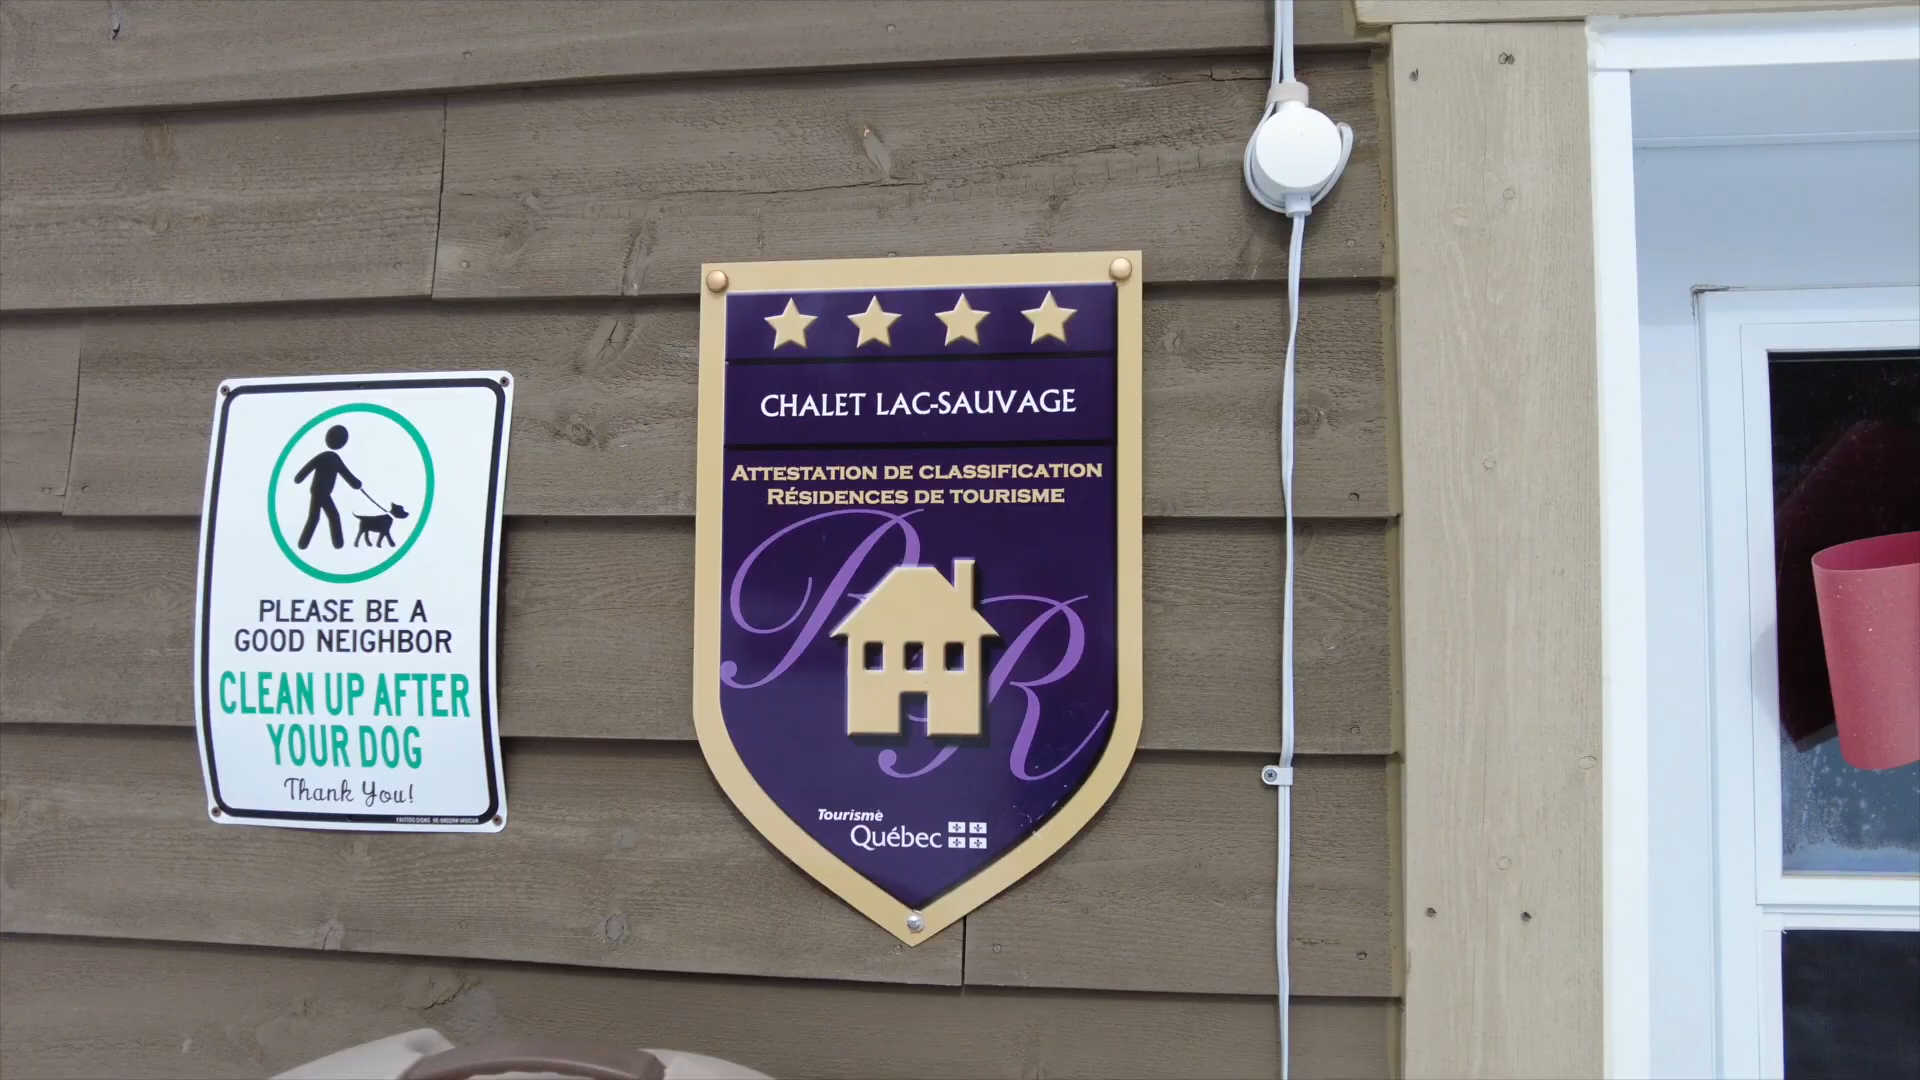 PLEASE BE A
GOOD NEIGHBOR
CLEAN UP AFTER
YOUR DOG
Thank You!
CHALET LAC-SAUVAGE
ATTESTATION DE CLASSIFICATION
RÉSIDENCES DE TOURISME
R
Tourisme
Québec